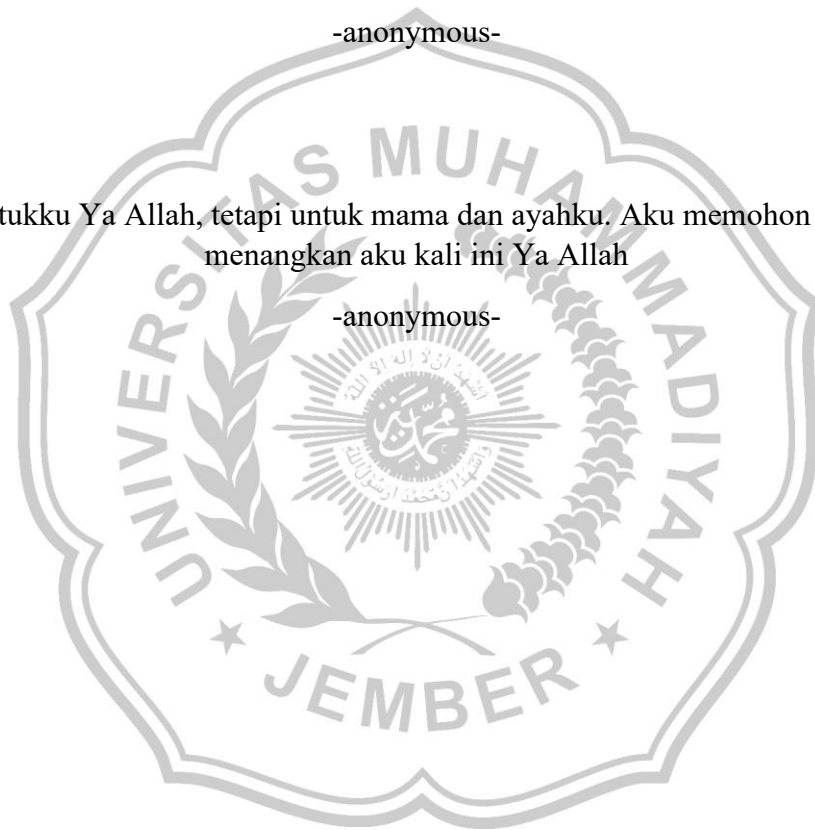 -anonymous-
tukku Ya Allah, tetapi untuk mama dan ayahku. Aku memohon
menangkan aku kali ini Ya Allah
-anonymous-
UNIVERSITAS MUHAMMADIYAH
★ JEMBER ★
محمد